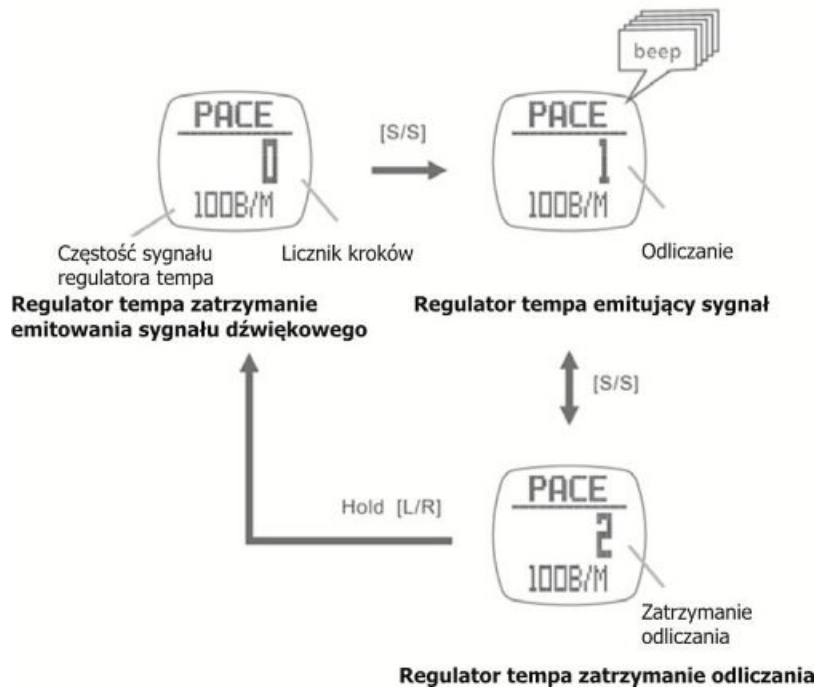 beep
PACE
0
100B/M
[S/S]
PACE
1
100B/M
Częstość sygnału
regulatora tempa
Licznik kroków
Odliczanie
Regulator tempa zatrzymanie
emitowania sygnału dźwiękowego
Regulator tempa emitujący sygnał
[S/S]
Hold [L/R]
PACE
2
100B/M
Zatrzymanie
odliczania
Regulator tempa zatrzymanie odliczania